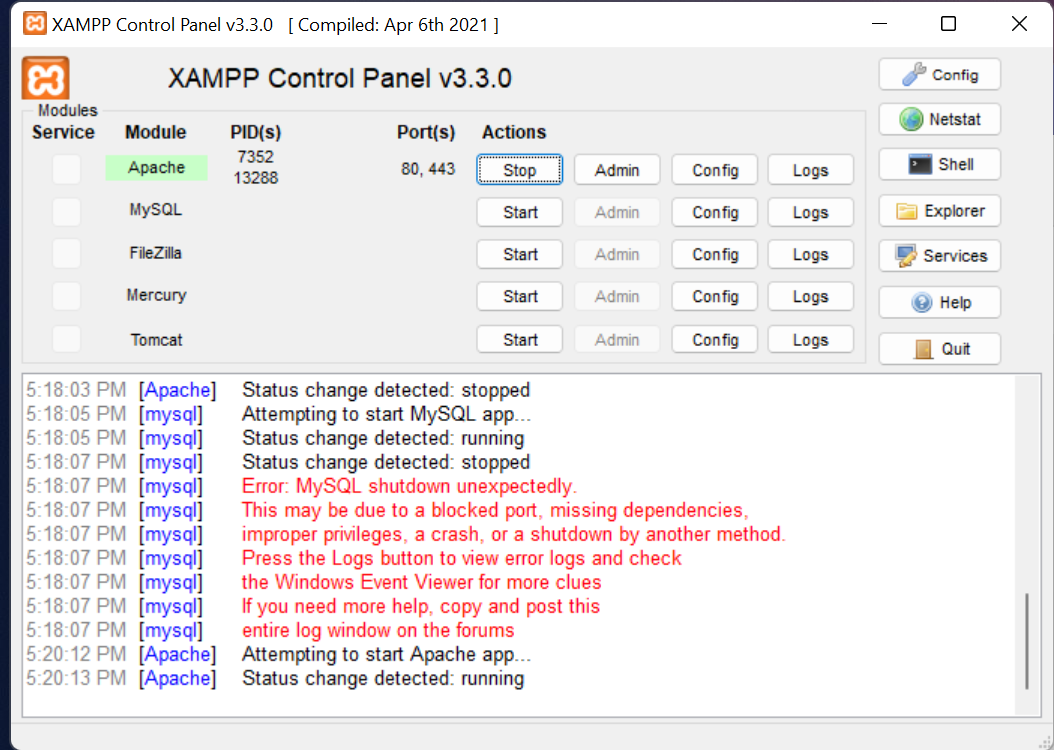 XAMPP Control Panel v3.3.0 [ Compiled: Apr 6th 2021 ]
XAMPP Control Panel v3.3.0
Config
Modules
Service Module PID(s) Port(s) Actions
Netstat
Apache 7352 13288 80, 443 Stop Admin Config Logs
Shell
MySQL Start Admin Config Logs
Explorer
FileZilla Start Admin Config Logs
Services
Mercury Start Admin Config Logs
Help
Tomcat Start Admin Config Logs
Quit
5:18:03 PM [Apache] Status change detected: stopped
5:18:05 PM [mysql] Attempting to start MySQL app...
5:18:05 PM [mysql] Status change detected: running
5:18:07 PM [mysql] Status change detected: stopped
5:18:07 PM [mysql] Error: MySQL shutdown unexpectedly.
5:18:07 PM [mysql] This may be due to a blocked port, missing dependencies,
5:18:07 PM [mysql] improper privileges, a crash, or a shutdown by another method.
5:18:07 PM [mysql] Press the Logs button to view error logs and check
5:18:07 PM [mysql] the Windows Event Viewer for more clues
5:18:07 PM [mysql] If you need more help, copy and post this
5:18:07 PM [mysql] entire log window on the forums
5:20:12 PM [Apache] Attempting to start Apache app...
5:20:13 PM [Apache] Status change detected: running